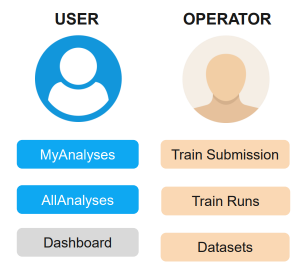 USER
OPERATOR
MyAnalyses
Train Submission
AllAnalyses
Train Runs
Dashboard
Datasets